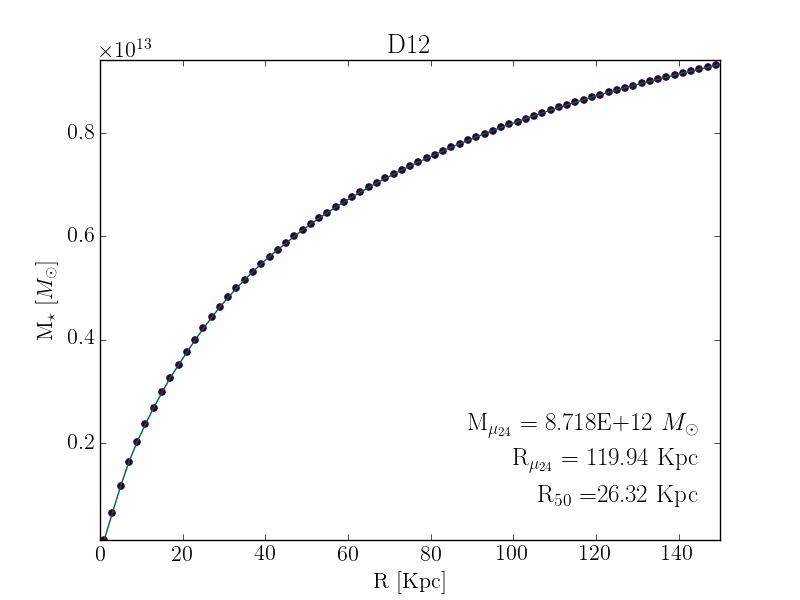 D12
×10^13
0.8
0.6
0.4
0.2
M⋆ [M⊙]
M_μ24 = 8.718E+12 M⊙
R_μ24 = 119.94 Kpc
R_50 =26.32 Kpc
0 20 40 60 80 100 120 140
R [Kpc]